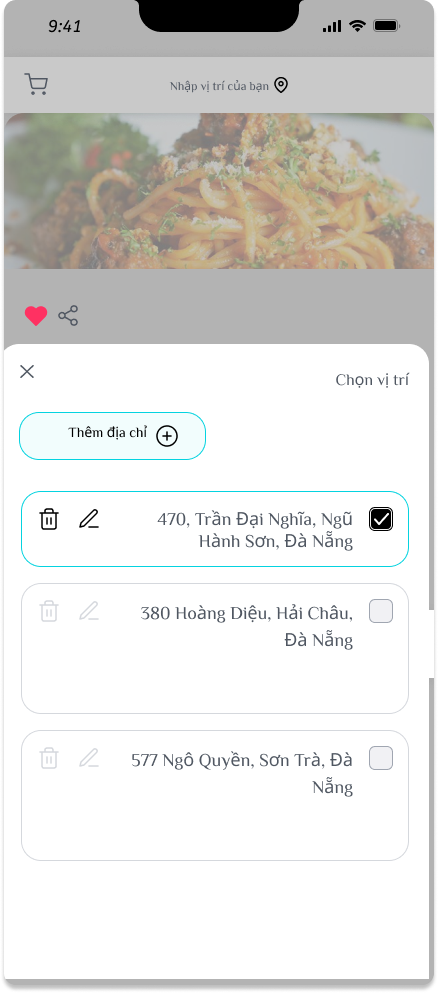 9:41
Nhập vị trí của bạn
Chọn vị trí
Thêm địa chỉ
470, Trần Đại Nghĩa, Ngũ
Hành Sơn, Đà Nẵng
380 Hoàng Diệu, Hải Châu,
Đà Nẵng
577 Ngô Quyền, Sơn Trà, Đà
Nẵng